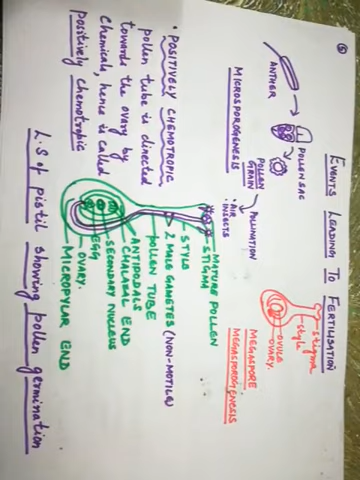 ⑥
EVENTS LEADING TO FERTILISATION
ANTHER
POLLEN SAC
POLLEN
GRAIN
MICROSPOROGENESIS
POLLINATION
• AIR
• INSECTS
stigma
style
OVULE
OVARY.
MEGASPORE
MEGASPOROGENESIS
• POSITIVELY CHEMOTROPIC
pollen tube is directed
towards the ovary by
chemicals, hence is called
positively chemotropic
MATURE POLLEN
STIGMA
STYLE
2 MALE GAMETES (NON-MOTILE)
POLLEN TUBE
ANTIPODALS
CHALAZAL END
SECONDARY NUCLEUS
EGG
OVARY.
MICROPYLAR END
L.S of pistil showing pollen germination